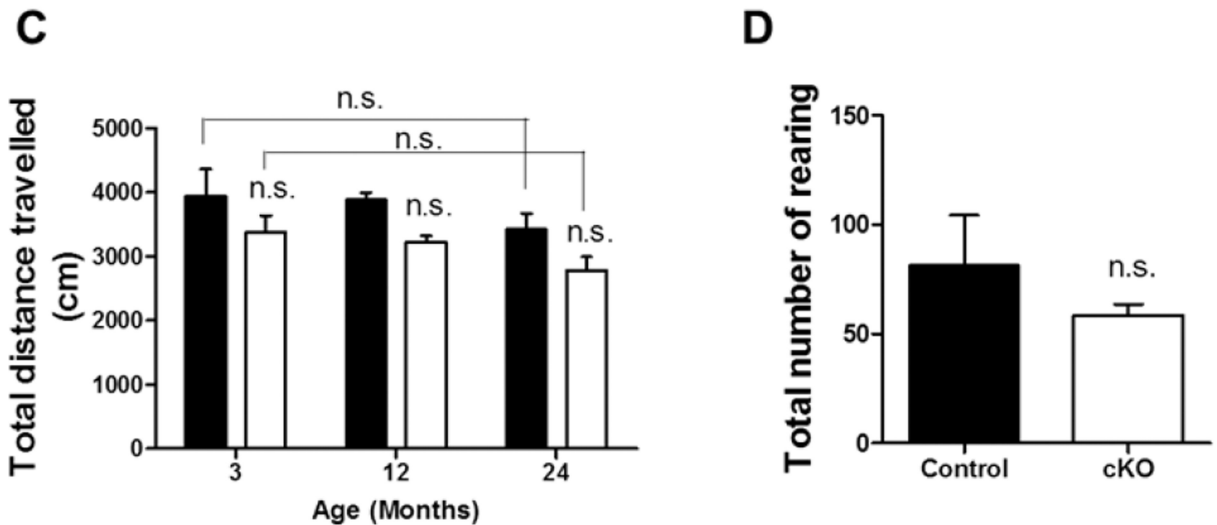 C
Total distance travelled
(cm)
5000
4000
3000
2000
1000
0
n.s.
n.s.
n.s.
n.s.
n.s.
3
12
24
Age (Months)
D
Total number of rearing
150
100
50
0
n.s.
Control
cKO